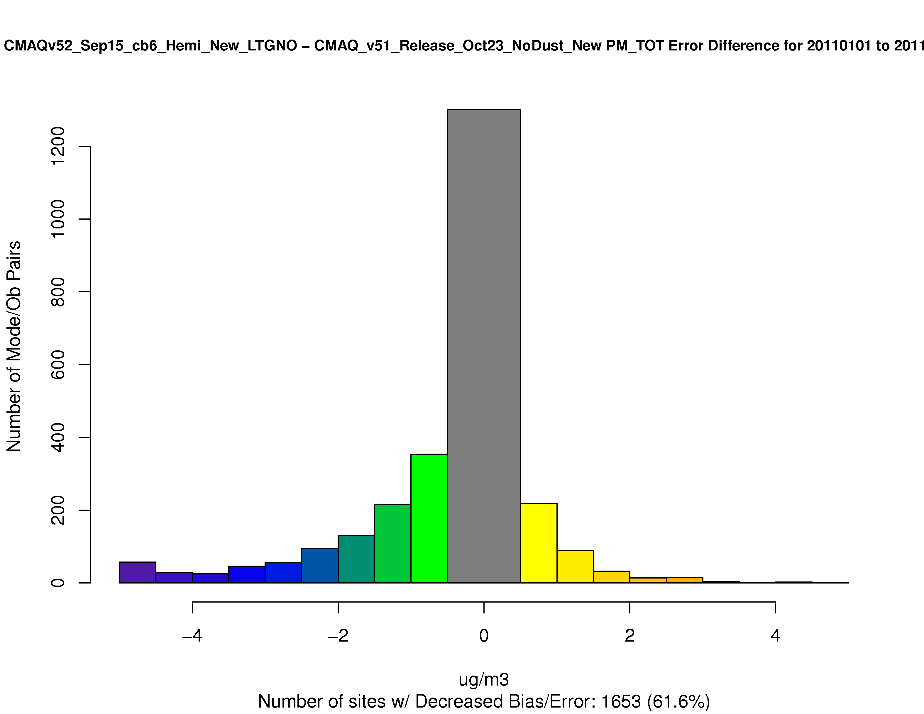 CMAQv52_Sep15_cb6_Hemi_New_LTGNO − CMAQ_v51_Release_Oct23_NoDust_New PM_TOT Error Difference for 20110101 to 2011
Number of Mode/Ob Pairs
1200
1000
800
600
400
200
0
−4 −2 0 2 4
ug/m3
Number of sites w/ Decreased Bias/Error: 1653 (61.6%)